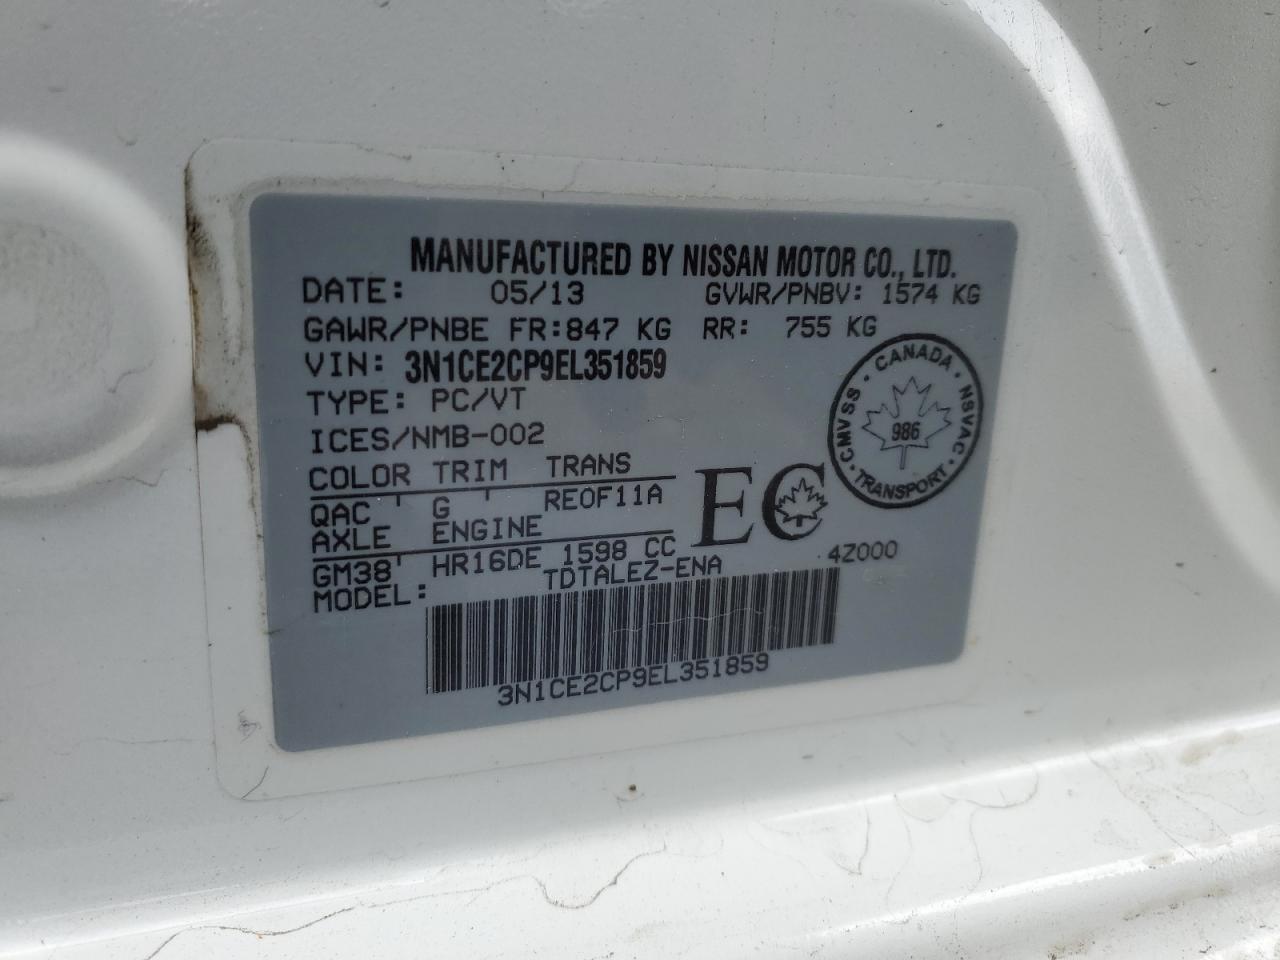 MANUFACTURED BY NISSAN MOTOR CO., LTD.
DATE: 05/13 GVWR/PNBV: 1574 KG
GAWR/PNBE FR:847 KG RR: 755 KG
VIN: 3N1CE2CP9EL351859
TYPE: PC/VT
ICES/NMB-002
COLOR TRIM TRANS
QAC ' G ' RE0F11A
AXLE ENGINE
GM38 ' HR16DE 1598 CC
MODEL: TDTALEZ-ENA
4Z000
3N1CE2CP9EL351859
EC
· CANADA ·
CMVSS
NSVAC
986
· TRANSPORT ·